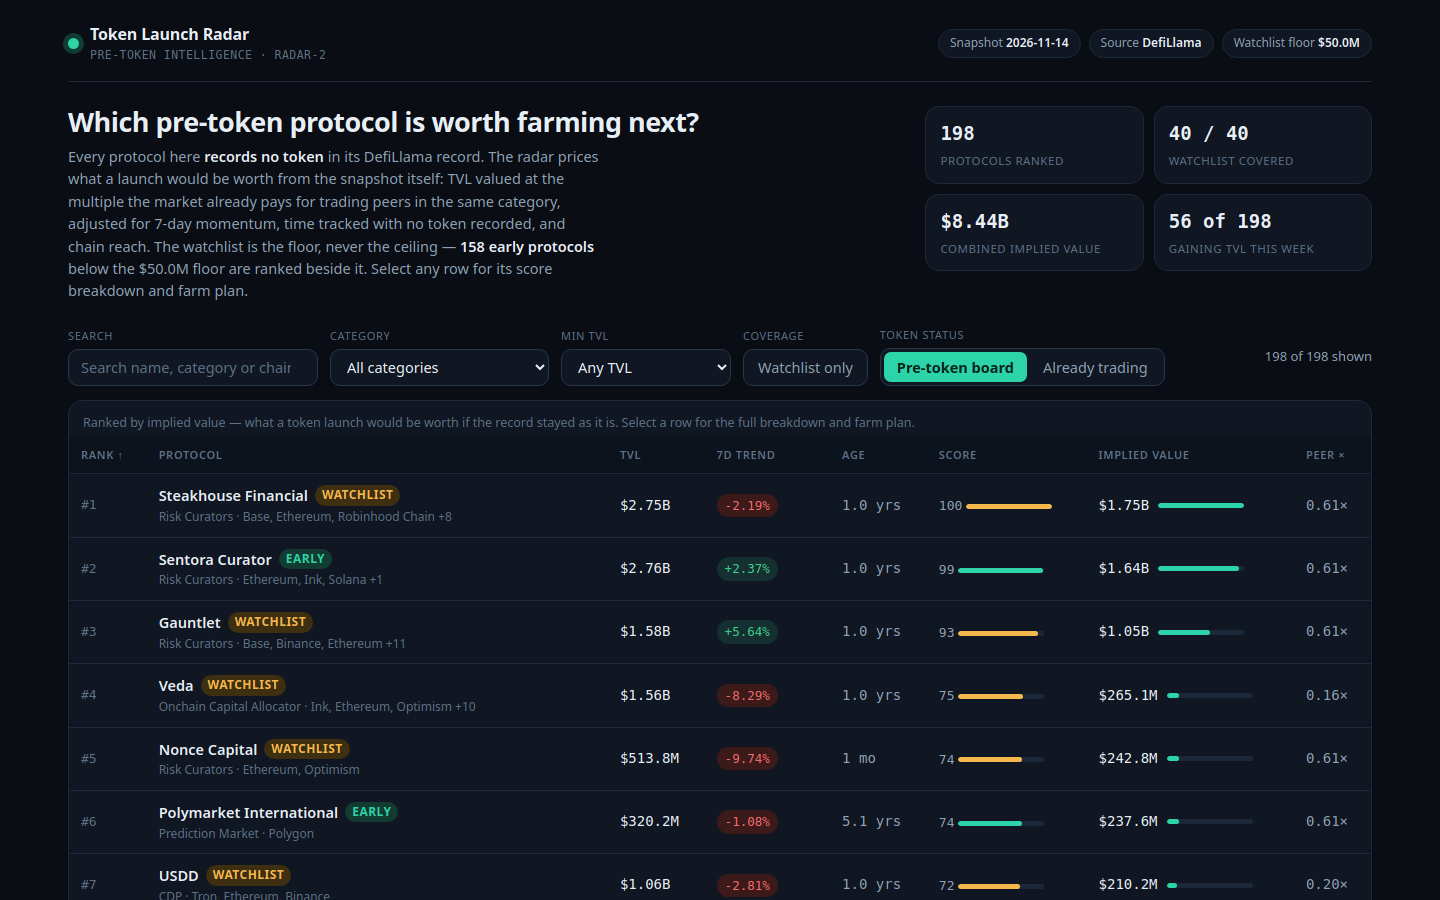 Token Launch Radar
PRE-TOKEN INTELLIGENCE · RADAR-2
Snapshot 2026-11-14
Source DefiLlama
Watchlist floor $50.0M
Which pre-token protocol is worth farming next?
Every protocol here records no token in its DefiLlama record. The radar prices
what a launch would be worth from the snapshot itself: TVL valued at the
multiple the market already pays for trading peers in the same category,
adjusted for 7-day momentum, time tracked with no token recorded, and
chain reach. The watchlist is the floor, never the ceiling — 158 early protocols
below the $50.0M floor are ranked beside it. Select any row for its score
breakdown and farm plan.
198
PROTOCOLS RANKED
40 / 40
WATCHLIST COVERED
$8.44B
COMBINED IMPLIED VALUE
56 of 198
GAINING TVL THIS WEEK
SEARCH
Search name, category or chain
CATEGORY
All categories
MIN TVL
Any TVL
COVERAGE
Watchlist only
TOKEN STATUS
Pre-token board
Already trading
198 of 198 shown
Ranked by implied value — what a token launch would be worth if the record stayed as it is. Select a row for the full breakdown and farm plan.
RANK ↑ PROTOCOL TVL 7D TREND AGE SCORE IMPLIED VALUE PEER ×
#1 Steakhouse Financial WATCHLIST $2.75B -2.19% 1.0 yrs 100 $1.75B 0.61×
Risk Curators · Base, Ethereum, Robinhood Chain +8
#2 Sentora Curator EARLY $2.76B +2.37% 1.0 yrs 99 $1.64B 0.61×
Risk Curators · Ethereum, Ink, Solana +1
#3 Gauntlet WATCHLIST $1.58B +5.64% 1.0 yrs 93 $1.05B 0.61×
Risk Curators · Base, Binance, Ethereum +11
#4 Veda WATCHLIST $1.56B -8.29% 1.0 yrs 75 $265.1M 0.16×
Onchain Capital Allocator · Ink, Ethereum, Optimism +10
#5 Nonce Capital WATCHLIST $513.8M -9.74% 1 mo 74 $242.8M 0.61×
Risk Curators · Ethereum, Optimism
#6 Polymarket International EARLY $320.2M -1.08% 5.1 yrs 74 $237.6M 0.61×
Prediction Market · Polygon
#7 USDD WATCHLIST $1.06B -2.81% 1.0 yrs 72 $210.2M 0.20×
CDP · Tron, Ethereum, Binance